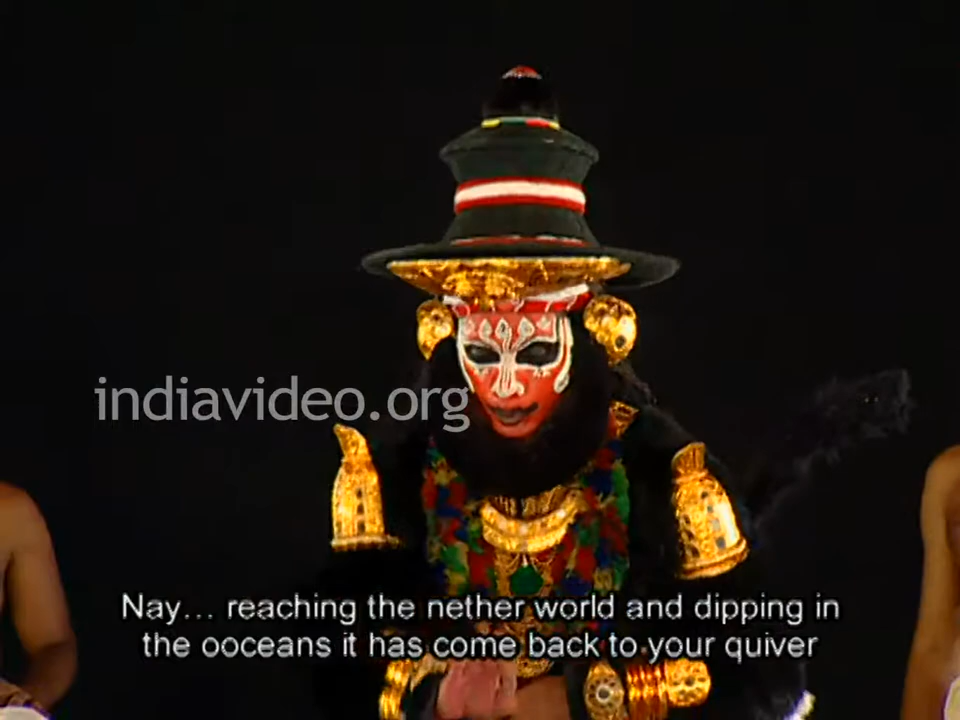 indiavideo.org
Nay... reaching the nether world and dipping in
the ooceans it has come back to your quiver